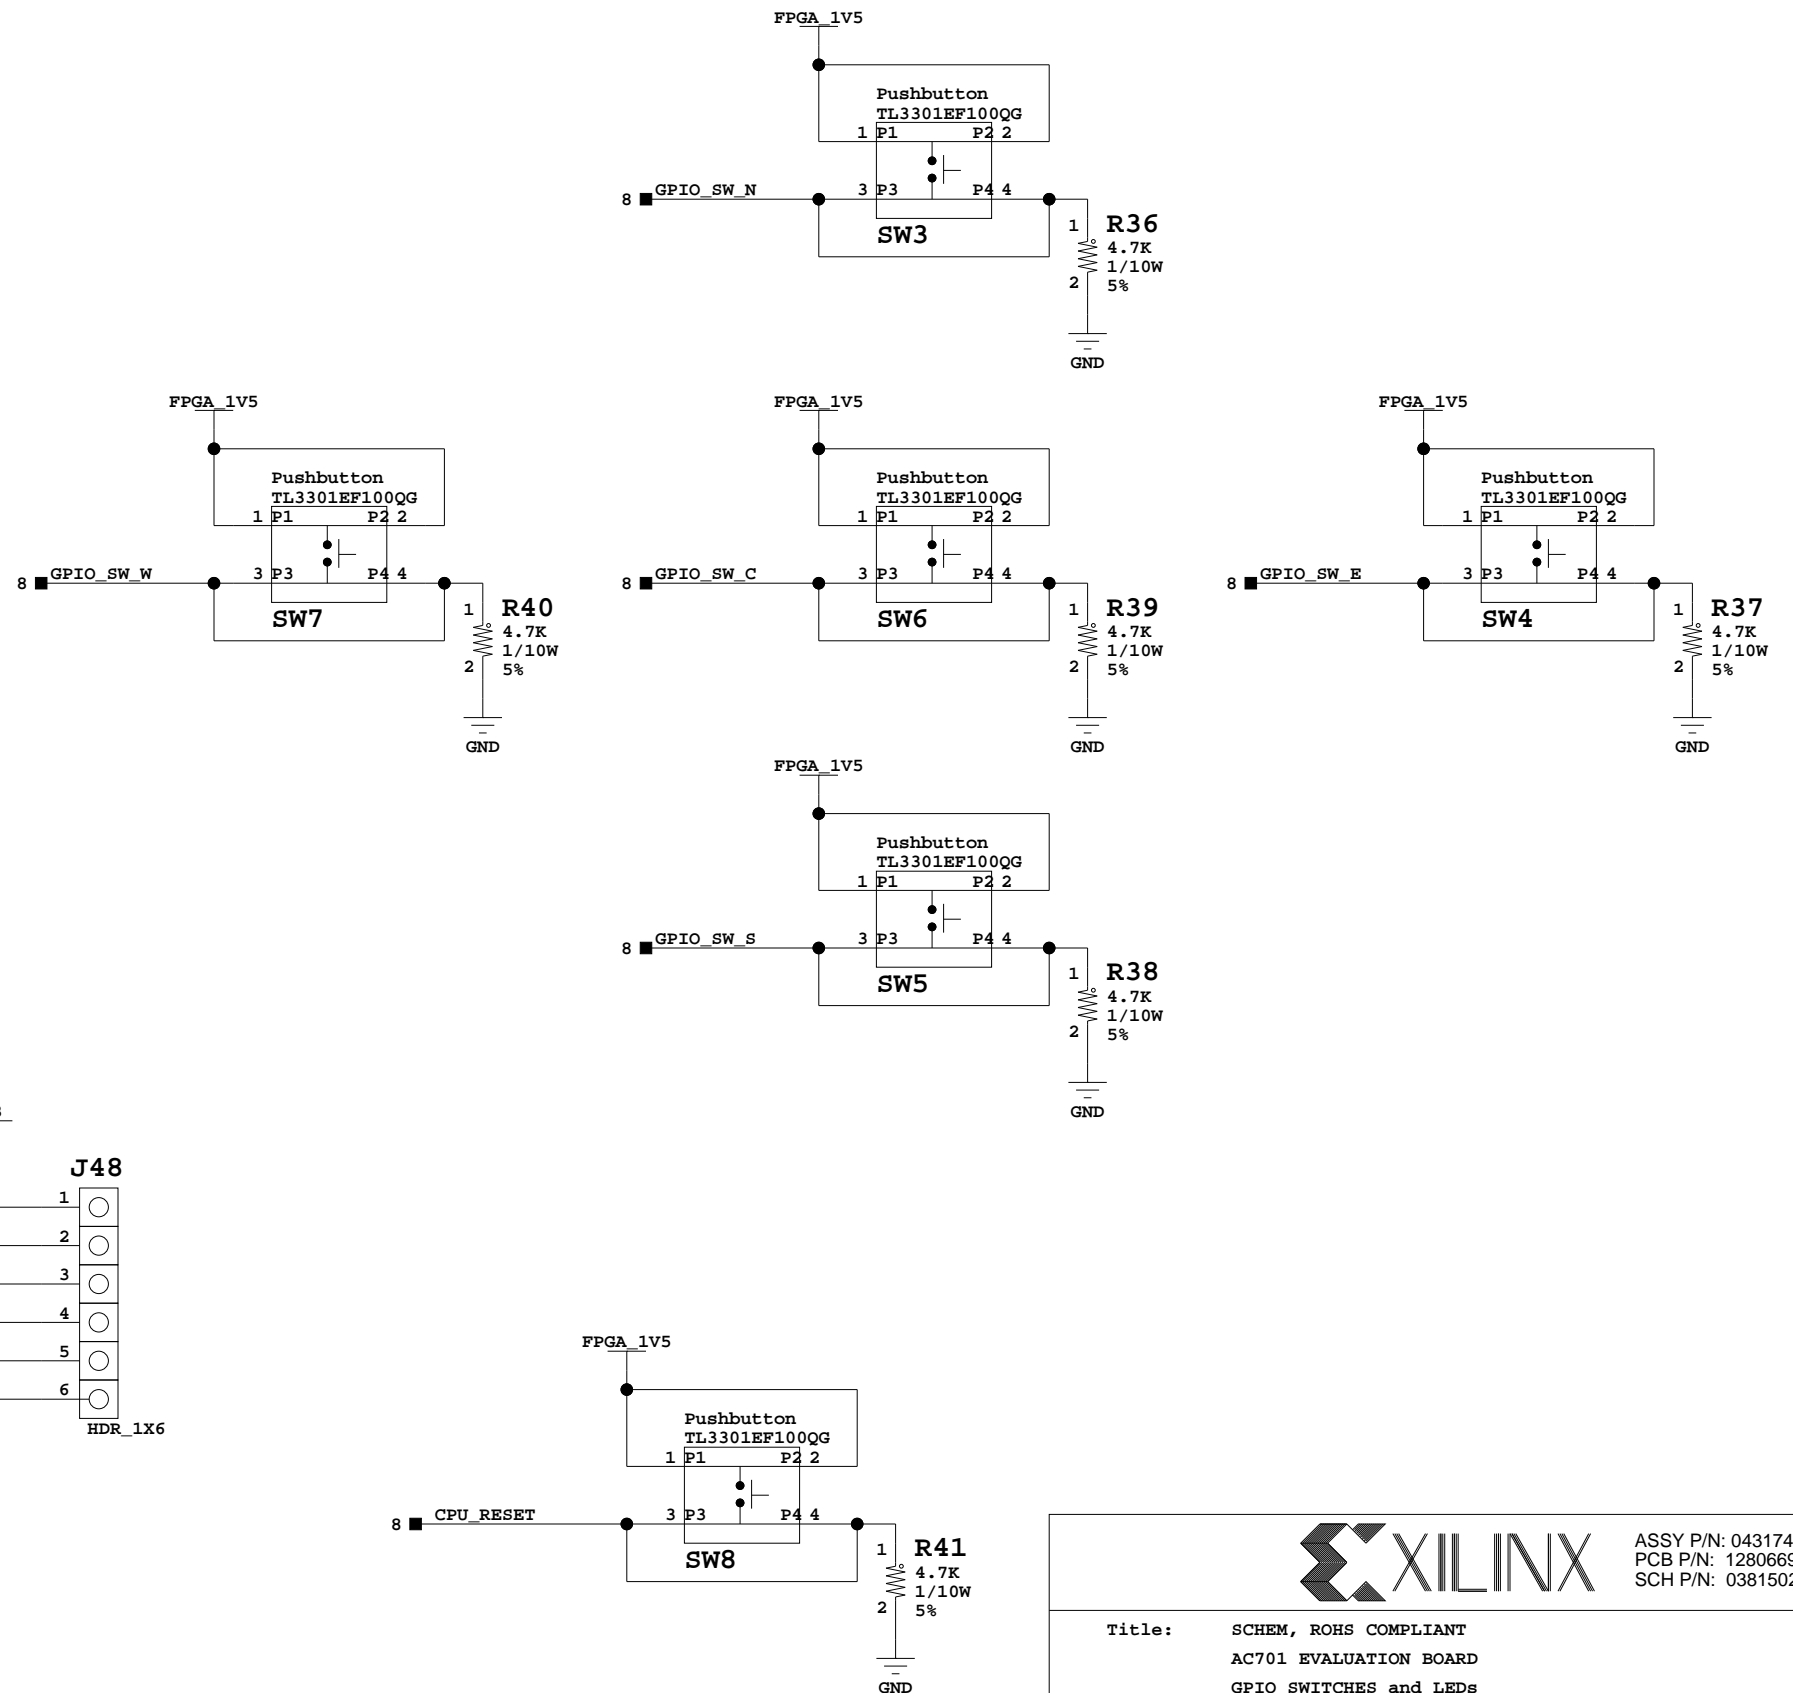 FPGA_1V5
Pushbutton
TL3301EF100QG
1 P1 P2 2
8 GPIO_SW_N 3 P3 P4 4
SW3
1 R36
4.7K
1/10W
2 5%
GND
FPGA_1V5
Pushbutton
TL3301EF100QG
1 P1 P2 2
8 GPIO_SW_W 3 P3 P4 4
SW7
1 R40
4.7K
1/10W
2 5%
GND
FPGA_1V5
Pushbutton
TL3301EF100QG
1 P1 P2 2
8 GPIO_SW_C 3 P3 P4 4
SW6
1 R39
4.7K
1/10W
2 5%
GND
FPGA_1V5
Pushbutton
TL3301EF100QG
1 P1 P2 2
8 GPIO_SW_E 3 P3 P4 4
SW4
1 R37
4.7K
1/10W
2 5%
GND
FPGA_1V5
Pushbutton
TL3301EF100QG
1 P1 P2 2
8 GPIO_SW_S 3 P3 P4 4
SW5
1 R38
4.7K
1/10W
2 5%
GND
J48
1
2
3
4
5
6
HDR_1X6
FPGA_1V5
Pushbutton
TL3301EF100QG
1 P1 P2 2
8 CPU_RESET 3 P3 P4 4
SW8
1 R41
4.7K
1/10W
2 5%
GND
XILINX
ASSY P/N: 043174
PCB P/N: 1280669
SCH P/N: 0381502
Title: SCHEM, ROHS COMPLIANT
AC701 EVALUATION BOARD
GPIO SWITCHES and LEDs